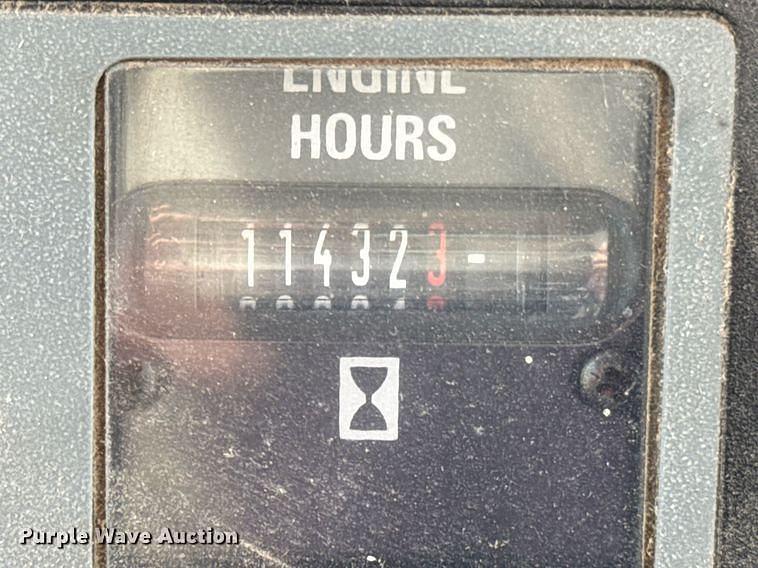 ENGINE
HOURS
114323
Purple Wave Auction